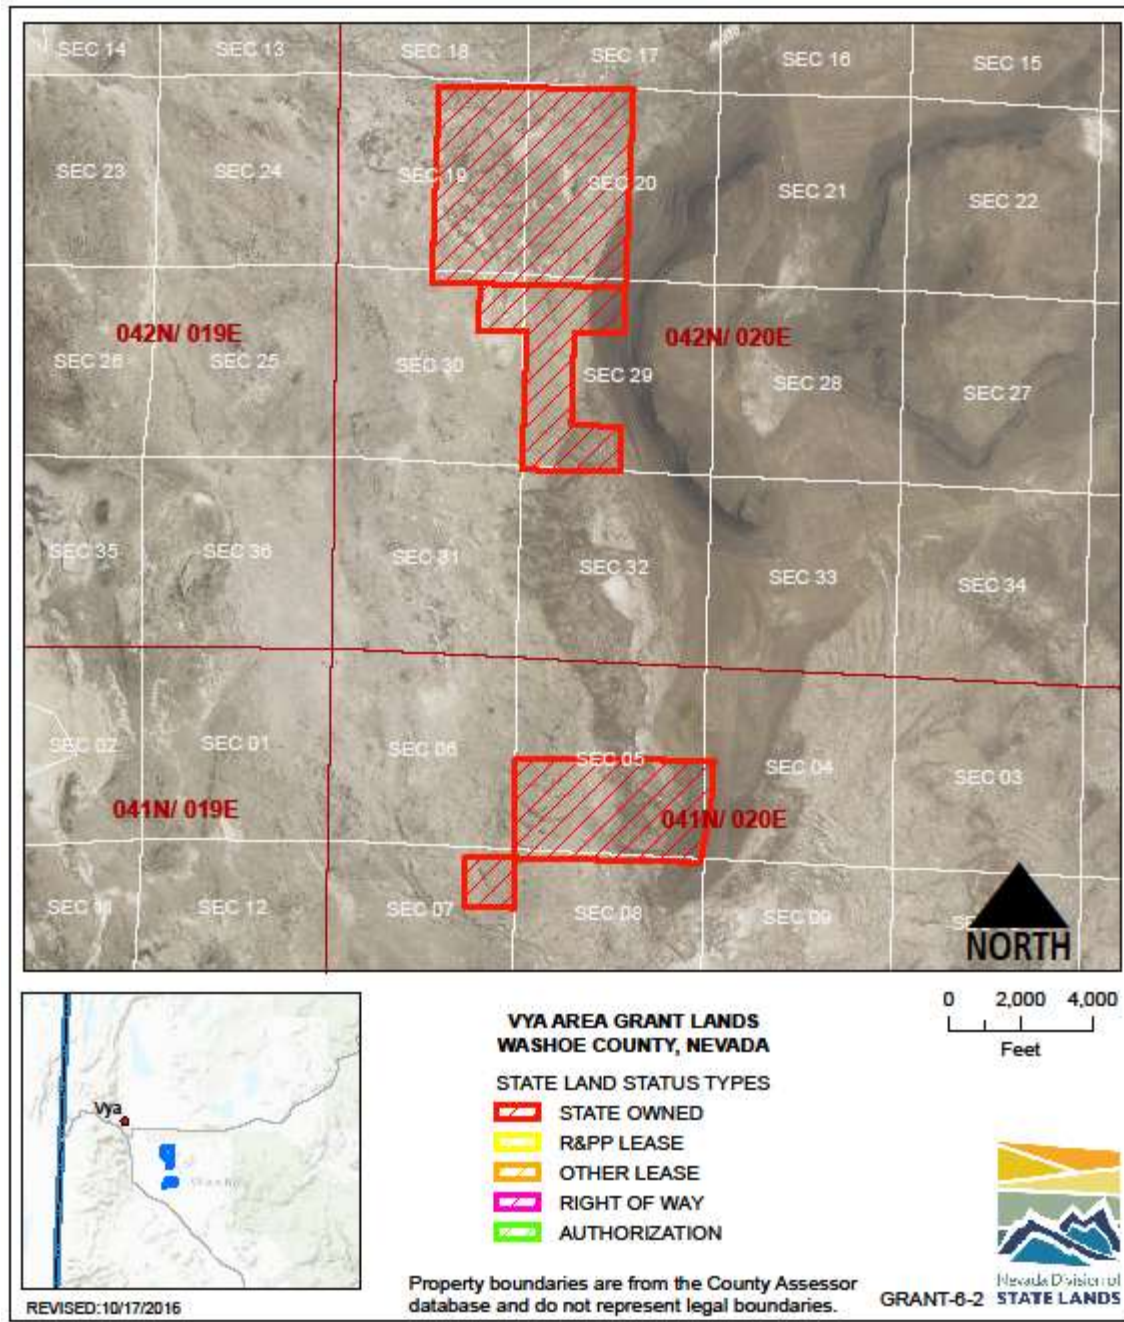 SEC 14 SEC 13 SEC 18 SEC 17 SEC 16 SEC 15
SEC 23 SEC 24 SEC 19 SEC 20 SEC 21 SEC 22
042N/ 019E 042N/ 020E
SEC 26 SEC 25 SEC 30 SEC 29 SEC 28 SEC 27
SEC 35 SEC 36 SEC 31 SEC 32 SEC 33 SEC 34
SEC 02 SEC 01 SEC 06 SEC 05 SEC 04 SEC 03
041N/ 019E 041N/ 020E
SEC 11 SEC 12 SEC 07 SEC 08 SEC 09
NORTH
Vya
REVISED:10/17/2016
VYA AREA GRANT LANDS
WASHOE COUNTY, NEVADA
STATE LAND STATUS TYPES
STATE OWNED
R&PP LEASE
OTHER LEASE
RIGHT OF WAY
AUTHORIZATION
Property boundaries are from the County Assessor
database and do not represent legal boundaries.
0 2,000 4,000
Feet
GRANT-6-2
Nevada Division of
STATE LANDS